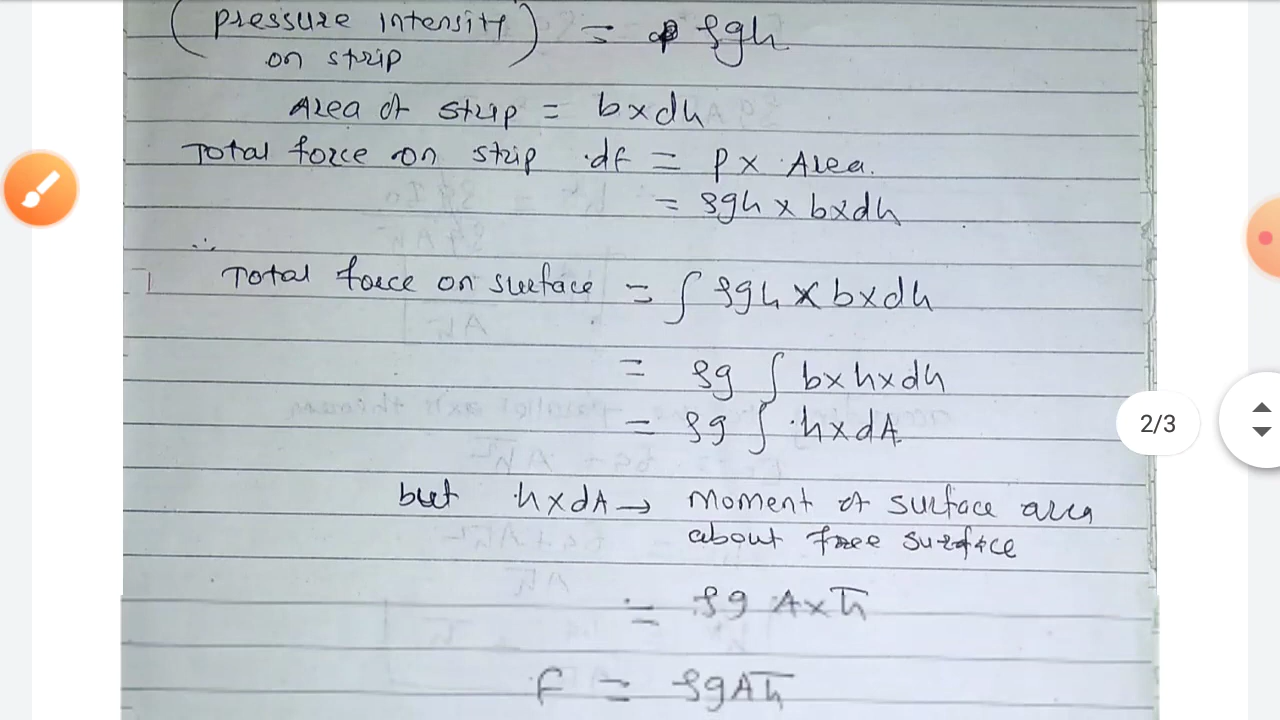 (pressure intensity on strip) = ρgh
Area of strip = b×dh
Total force on strip .df = P× Area.
= ρgh × b×dh
∴
Total force on surface = ∫ ρgh × b×dh
= ρg ∫ b×h×dh
= ρg ∫ h×dA
2/3
but h×dA → Moment of surface area
about free surface
= ρg A×h̅
F = ρgAh̅